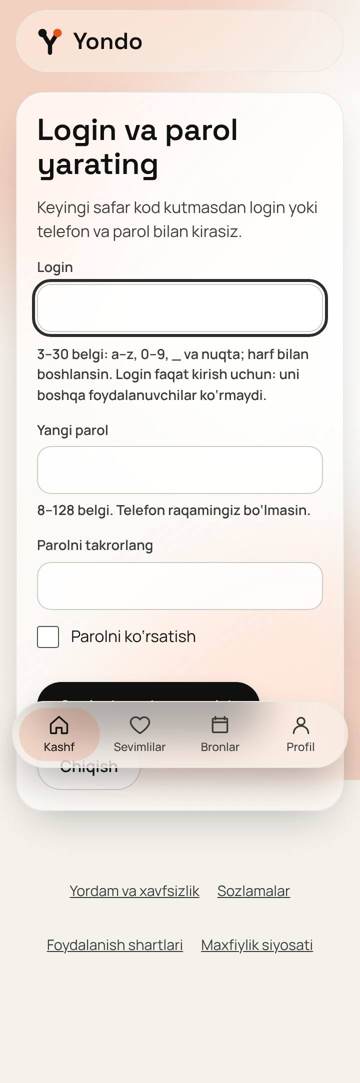 Yondo
Login va parol
yarating
Keyingi safar kod kutmasdan login yoki
telefon va parol bilan kirasiz.
Login
3–30 belgi: a–z, 0–9, _ va nuqta; harf bilan
boshlansin. Login faqat kirish uchun: uni
boshqa foydalanuvchilar ko‘rmaydi.
Yangi parol
8–128 belgi. Telefon raqamingiz bo‘lmasin.
Parolni takrorlang
Parolni ko‘rsatish
Kashf Sevimlilar Bronlar Profil
Chiqish
Yordam va xavfsizlik Sozlamalar
Foydalanish shartlari Maxfiylik siyosati